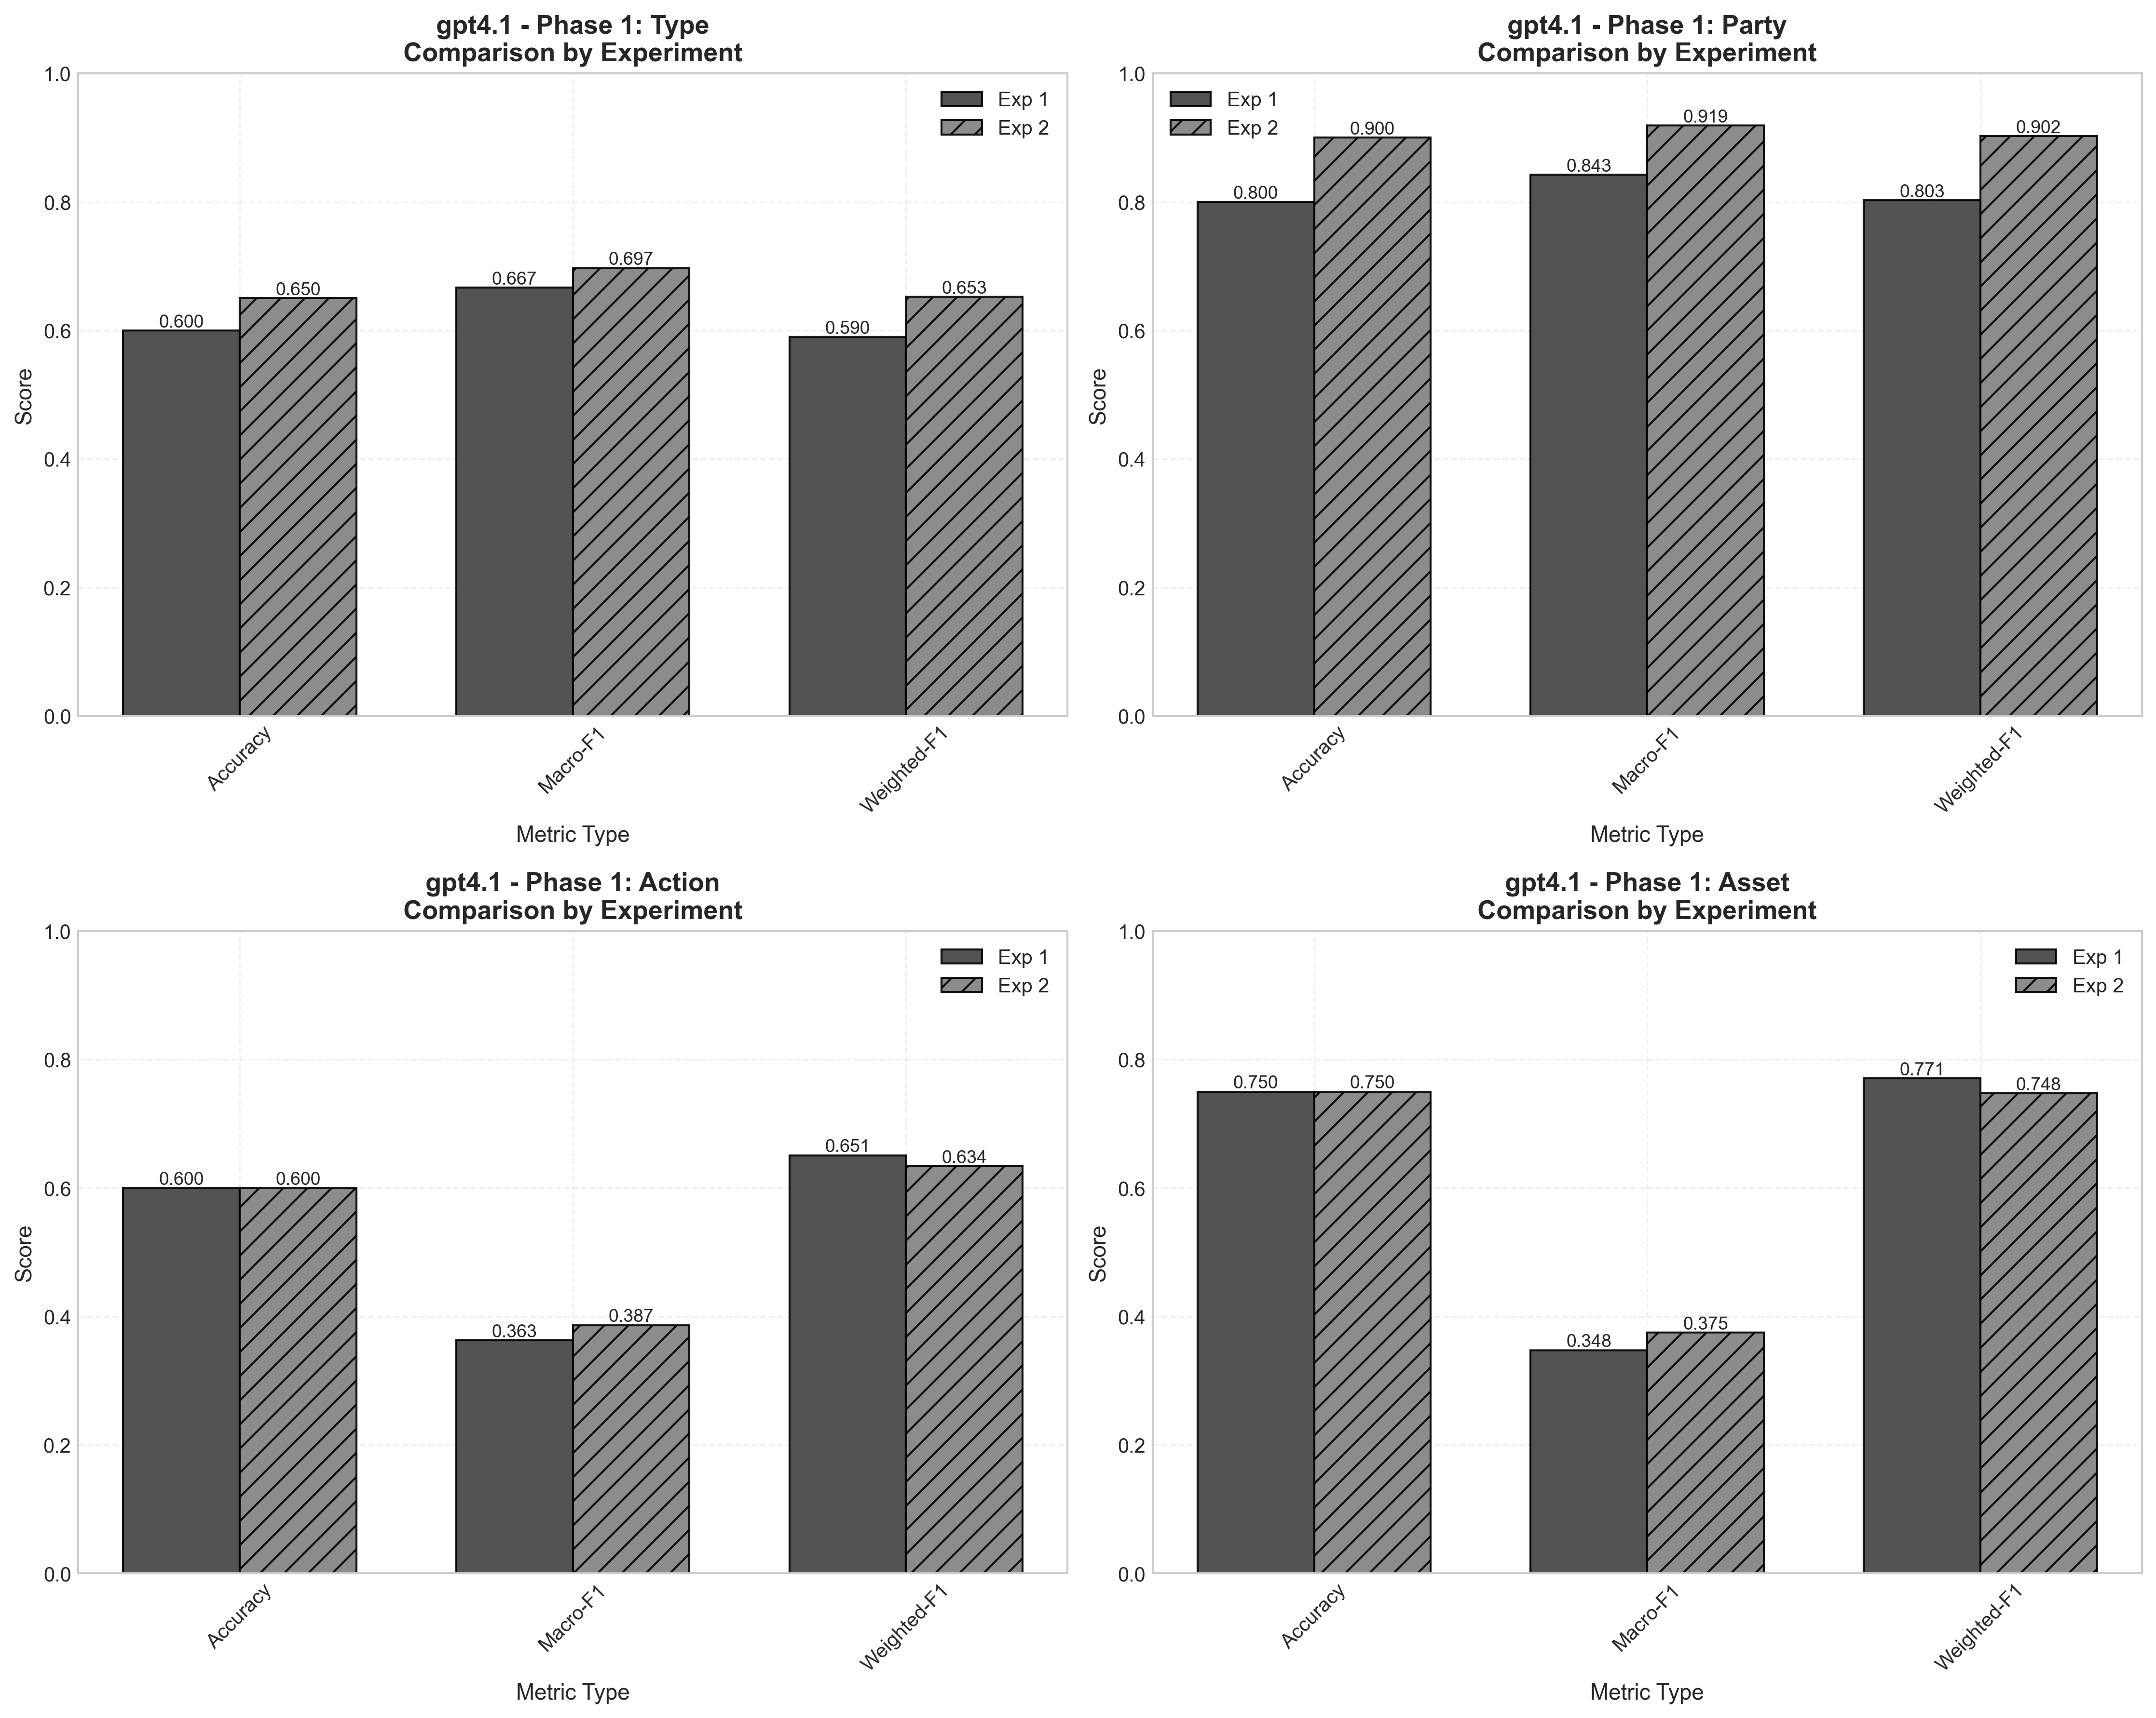 gpt4.1 - Phase 1: Type
Comparison by Experiment
1.0
0.8
0.6
0.4
0.2
0.0
Score
Exp 1
Exp 2
0.600
0.650
0.667
0.697
0.590
0.653
Accuracy
Macro-F1
Weighted-F1
Metric Type
gpt4.1 - Phase 1: Party
Comparison by Experiment
1.0
0.8
0.6
0.4
0.2
0.0
Score
Exp 1
Exp 2
0.800
0.900
0.843
0.919
0.803
0.902
Accuracy
Macro-F1
Weighted-F1
Metric Type
gpt4.1 - Phase 1: Action
Comparison by Experiment
1.0
0.8
0.6
0.4
0.2
0.0
Score
Exp 1
Exp 2
0.600
0.600
0.363
0.387
0.651
0.634
Accuracy
Macro-F1
Weighted-F1
Metric Type
gpt4.1 - Phase 1: Asset
Comparison by Experiment
1.0
0.8
0.6
0.4
0.2
0.0
Score
Exp 1
Exp 2
0.750
0.750
0.348
0.375
0.771
0.748
Accuracy
Macro-F1
Weighted-F1
Metric Type